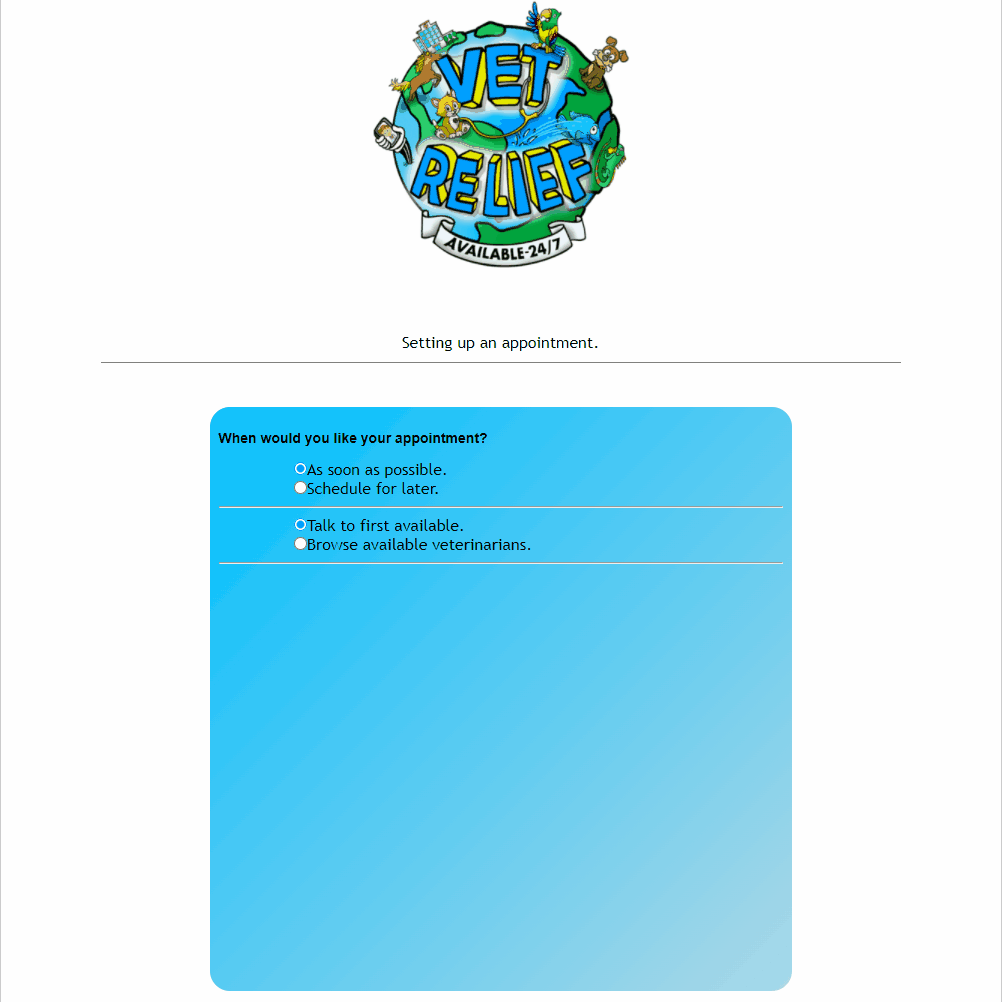 VET
RELIEF
AVAILABLE-24/7
Setting up an appointment.
When would you like your appointment?
As soon as possible.
Schedule for later.
Talk to first available.
Browse available veterinarians.